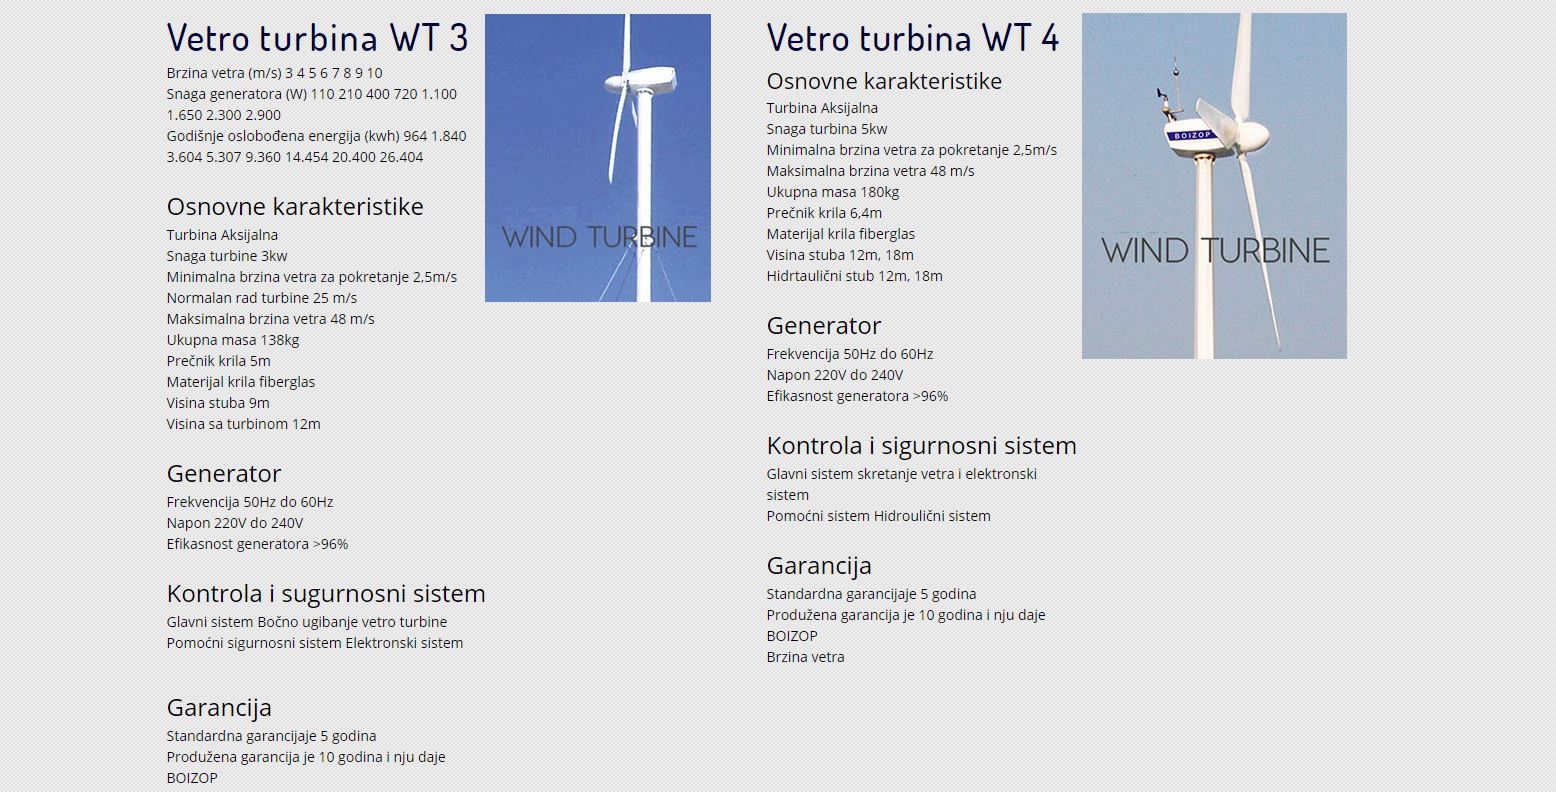 Vetro turbina WT 3
Brzina vetra (m/s) 3 4 5 6 7 8 9 10
Snaga generatora (W) 110 210 400 720 1.100
1.650 2.300 2.900
Godišnje oslobođena energija (kwh) 964 1.840
3.604 5.307 9.360 14.454 20.400 26.404
Osnovne karakteristike
Turbina Aksijalna
Snaga turbine 3kw
Minimalna brzina vetra za pokretanje 2,5m/s
Normalan rad turbine 25 m/s
Maksimalna brzina vetra 48 m/s
Ukupna masa 138kg
Prečnik krila 5m
Materijal krila fiberglas
Visina stuba 9m
Visina sa turbinom 12m
Generator
Frekvencija 50Hz do 60Hz
Napon 220V do 240V
Efikasnost generatora >96%
Kontrola i sugurnosni sistem
Glavni sistem Bočno ugibanje vetro turbine
Pomoćni sigurnosni sistem Elektronski sistem
Garancija
Standardna garancijaje 5 godina
Produžena garancija je 10 godina i nju daje
BOIZOP
WIND TURBINE
Vetro turbina WT 4
Osnovne karakteristike
Turbina Aksijalna
Snaga turbina 5kw
Minimalna brzina vetra za pokretanje 2,5m/s
Maksimalna brzina vetra 48 m/s
Ukupna masa 180kg
Prečnik krila 6,4m
Materijal krila fiberglas
Visina stuba 12m, 18m
Hidrtaulični stub 12m, 18m
Generator
Frekvencija 50Hz do 60Hz
Napon 220V do 240V
Efikasnost generatora >96%
Kontrola i sigurnosni sistem
Glavni sistem skretanje vetra i elektronski
sistem
Pomoćni sistem Hidroulični sistem
Garancija
Standardna garancijaje 5 godina
Produžena garancija je 10 godina i nju daje
BOIZOP
Brzina vetra
BOIZOP
WIND TURBINE